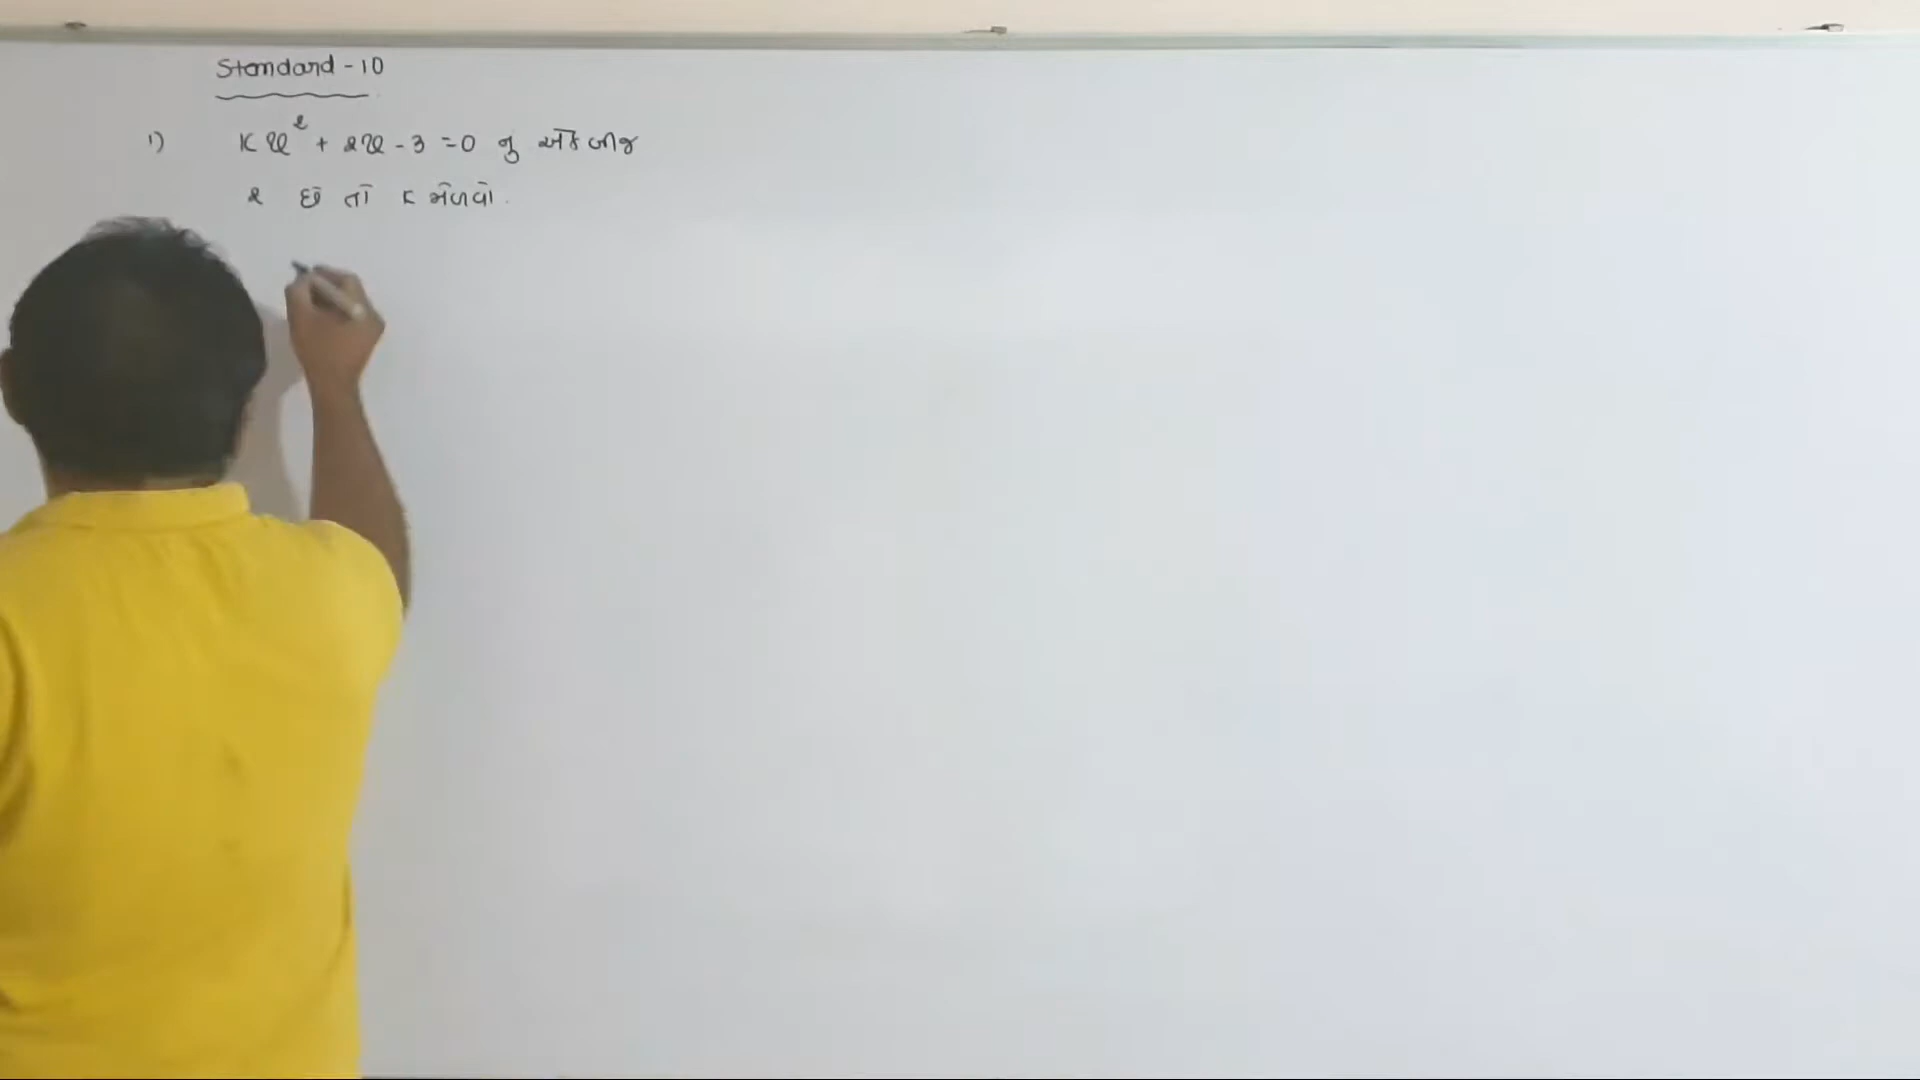 Standard - 10
1) Kx² + 2x - 3 = 0 નુ એક બીજ
2 છે તો K મેળવો.